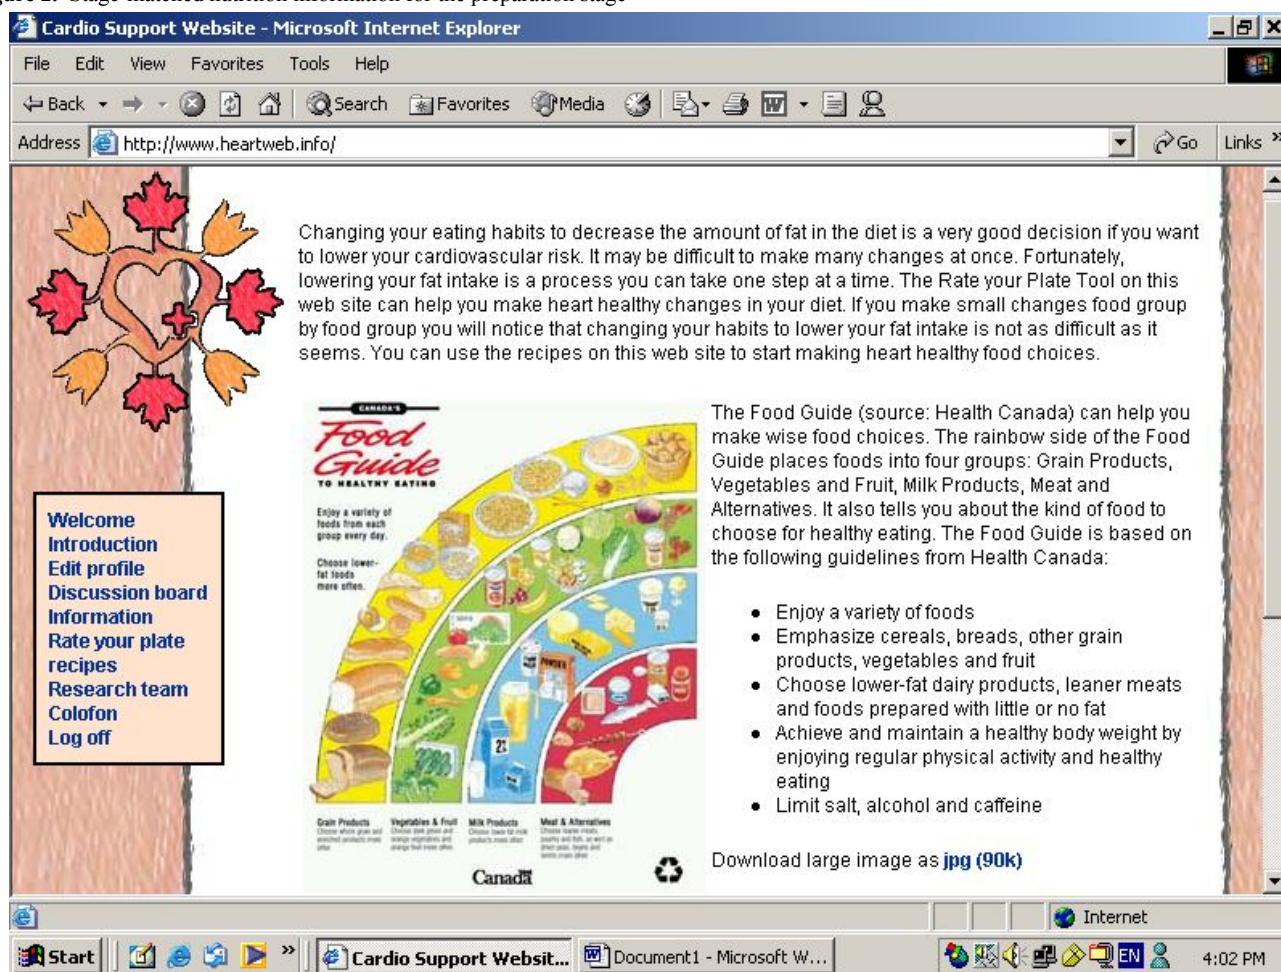 Figure 2. Stage-matched nutrition information for the preparation stage
Cardio Support Website - Microsoft Internet Explorer
File Edit View Favorites Tools Help
Back Search Favorites Media
Address http://www.heartweb.info/ Go Links »
Changing your eating habits to decrease the amount of fat in the diet is a very good decision if you want
to lower your cardiovascular risk. It may be difficult to make many changes at once. Fortunately,
lowering your fat intake is a process you can take one step at a time. The Rate your Plate Tool on this
web site can help you make heart healthy changes in your diet. If you make small changes food group
by food group you will notice that changing your habits to lower your fat intake is not as difficult as it
seems. You can use the recipes on this web site to start making heart healthy food choices.
Welcome
Introduction
Edit profile
Discussion board
Information
Rate your plate
recipes
Research team
Colofon
Log off
CANADA'S
Food
Guide
TO HEALTHY EATING
Enjoy a variety of
foods from each
group every day.
Choose lower-
fat foods
more often.
Grain Products
Vegetables & Fruit
Milk Products
Meat & Alternatives
Canada
The Food Guide (source: Health Canada) can help you
make wise food choices. The rainbow side of the Food
Guide places foods into four groups: Grain Products,
Vegetables and Fruit, Milk Products, Meat and
Alternatives. It also tells you about the kind of food to
choose for healthy eating. The Food Guide is based on
the following guidelines from Health Canada:
• Enjoy a variety of foods
• Emphasize cereals, breads, other grain
products, vegetables and fruit
• Choose lower-fat dairy products, leaner meats
and foods prepared with little or no fat
• Achieve and maintain a healthy body weight by
enjoying regular physical activity and healthy
eating
• Limit salt, alcohol and caffeine
Download large image as jpg (90k)
Internet
Start » Cardio Support Websit... Document1 - Microsoft W... EN 4:02 PM